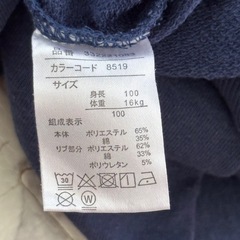 品番
カラーコード 8519
サイズ
身長 100
体重 16kg
100
組成表示
本体 ポリエステル 65%
綿 35%
リブ部分 ポリエステル 62%
綿 33%
ポリウレタン 5%